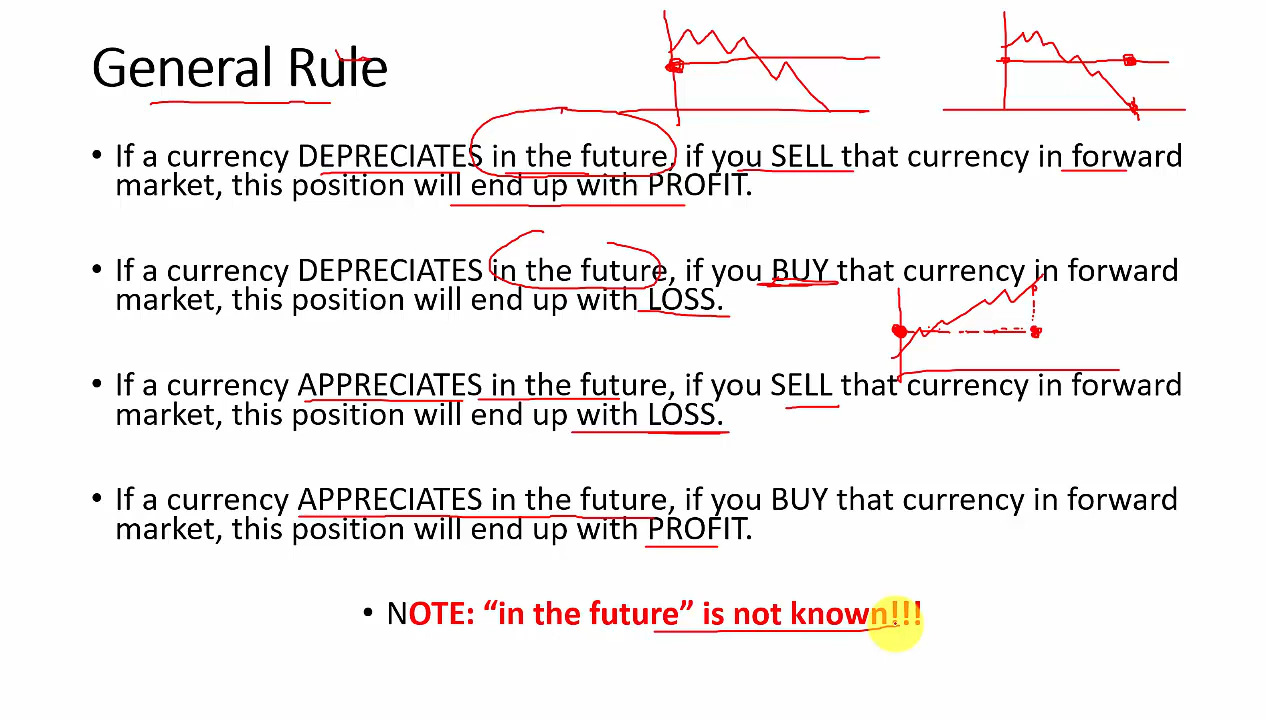 General Rule
• If a currency DEPRECIATES in the future, if you SELL that currency in forward
market, this position will end up with PROFIT.
• If a currency DEPRECIATES in the future, if you BUY that currency in forward
market, this position will end up with LOSS.
• If a currency APPRECIATES in the future, if you SELL that currency in forward
market, this position will end up with LOSS.
• If a currency APPRECIATES in the future, if you BUY that currency in forward
market, this position will end up with PROFIT.
• NOTE: “in the future” is not known!!!